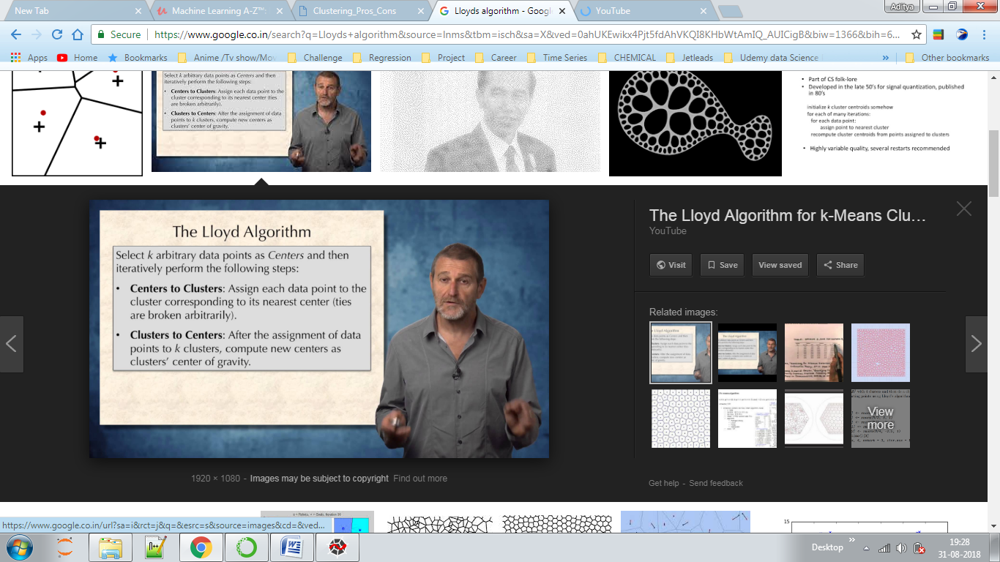 New Tab
Machine Learning A-Z™:
Clustering_Pros_Cons
Lloyds algorithm - Googl
YouTube
Aditya
Secure
https://www.google.co.in/search?q=Lloyds+algorithm&source=lnms&tbm=isch&sa=X&ved=0ahUKEwikx4Pjt5fdAhVKQI8KHbWtAmIQ_AUICigB&biw=1366&bih=6...
Apps
Home
Bookmarks
Anime /Tv show/Mov
Challenge
Regression
Project
Career
Time Series
CHEMICAL
Jetleads
Udemy data Science
»
Other bookmarks
Select k arbitrary data points as Centers and then
iteratively perform the following steps:
• Centers to Clusters: Assign each data point to the
cluster corresponding to its nearest center (ties
are broken arbitrarily).
• Clusters to Centers: After the assignment of data
points to k clusters, compute new centers as
clusters' center of gravity.
• Part of CS folk-lore
• Developed in the late 50's for signal quantization, published
in 80's
initialize k cluster centroids somehow
for each of many iterations:
for each data point:
assign point to nearest cluster
recompute cluster centroids from points assigned to clusters
• Highly variable quality, several restarts recommended
The Lloyd Algorithm
Select k arbitrary data points as Centers and then
iteratively perform the following steps:
• Centers to Clusters: Assign each data point to the
cluster corresponding to its nearest center (ties
are broken arbitrarily).
• Clusters to Centers: After the assignment of data
points to k clusters, compute new centers as
clusters' center of gravity.
1920 × 1080 - Images may be subject to copyright Find out more
The Lloyd Algorithm for k-Means Clu…
YouTube
Visit
Save
View saved
Share
Related images:
View
more
Get help - Send feedback
15
https://www.google.co.in/url?sa=i&rct=j&q=&esrc=s&source=images&cd=&ved...
Desktop
»
19:28
31-08-2018